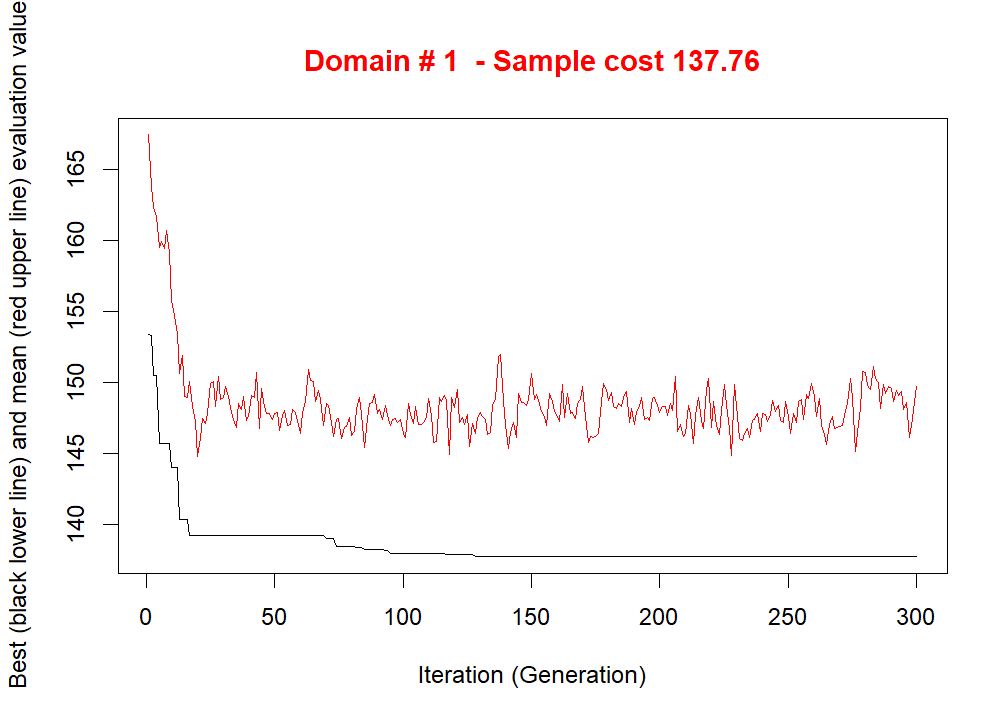 Domain # 1  - Sample cost 137.76
Best (black lower line) and mean (red upper line) evaluation value
165
160
155
150
145
140
0 50 100 150 200 250 300
Iteration (Generation)